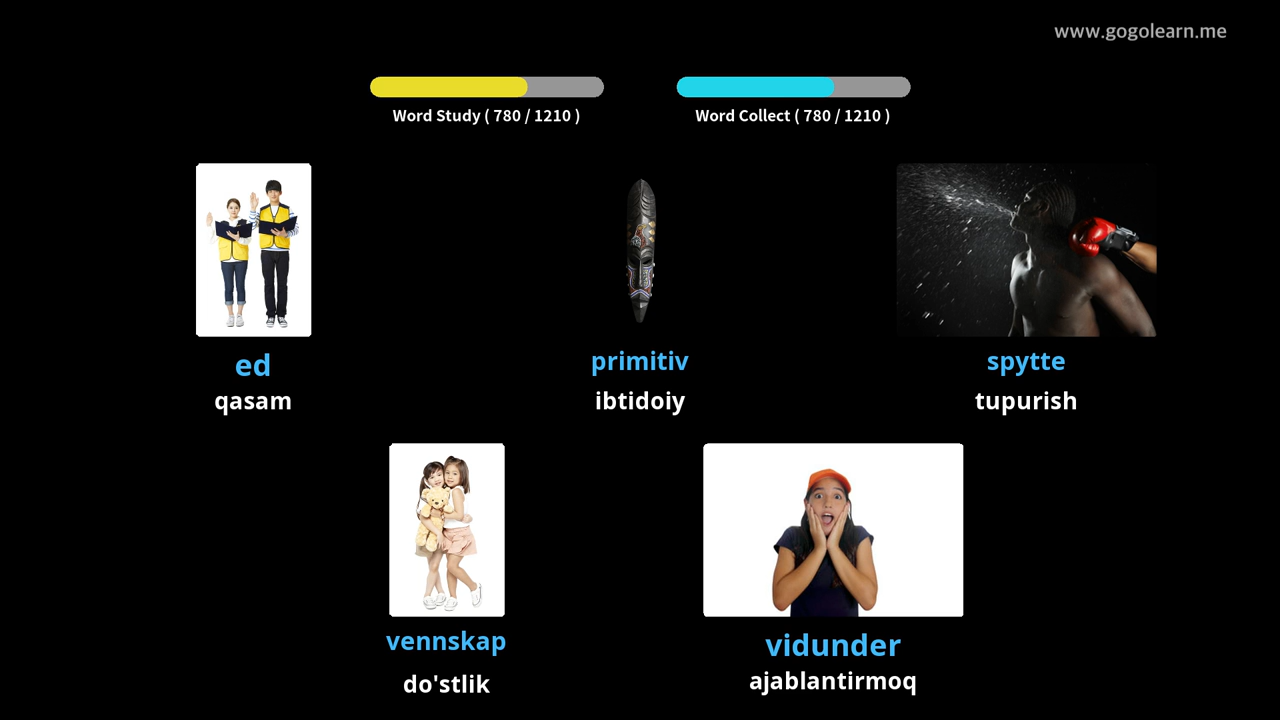 www.gogolearn.me
Word Study ( 780 / 1210 )
Word Collect ( 780 / 1210 )
ed
qasam
primitiv
ibtidoiy
spytte
tupurish
vennskap
do'stlik
vidunder
ajablantirmoq